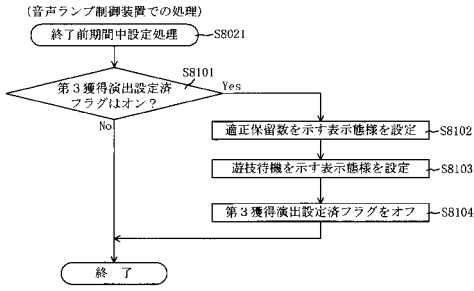 (音声ランプ制御装置での処理)
終了前期間中設定処理
S8021
S8101
第3獲得演出設定済
フラグはオン?
Yes
No
適正保留数を示す表示態様を設定
S8102
遊技待機を示す表示態様を設定
S8103
第3獲得演出設定済フラグをオフ
S8104
終 了